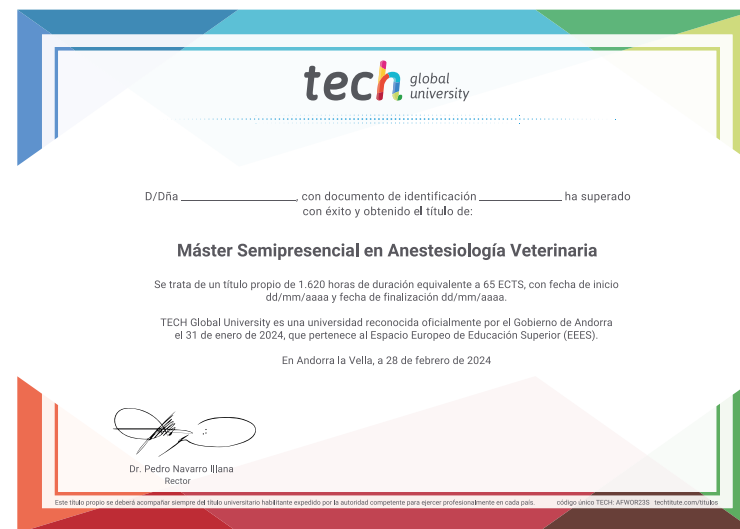 tech global university
D/Dña ____________, con documento de identificación ____________ ha superado
con éxito y obtenido el título de:
Máster Semipresencial en Anestesiología Veterinaria
Se trata de un título propio de 1.620 horas de duración equivalente a 65 ECTS, con fecha de inicio
dd/mm/aaaa y fecha de finalización dd/mm/aaaa.
TECH Global University es una universidad reconocida oficialmente por el Gobierno de Andorra
el 31 de enero de 2024, que pertenece al Espacio Europeo de Educación Superior (EEES).
En Andorra la Vella, a 28 de febrero de 2024
Dr. Pedro Navarro Illana
Rector
Este título propio se deberá acompañar siempre del título universitario habilitante expedido por la autoridad competente para ejercer profesionalmente en cada país. código único TECH: AFWOR23S techtitute.com/titulos